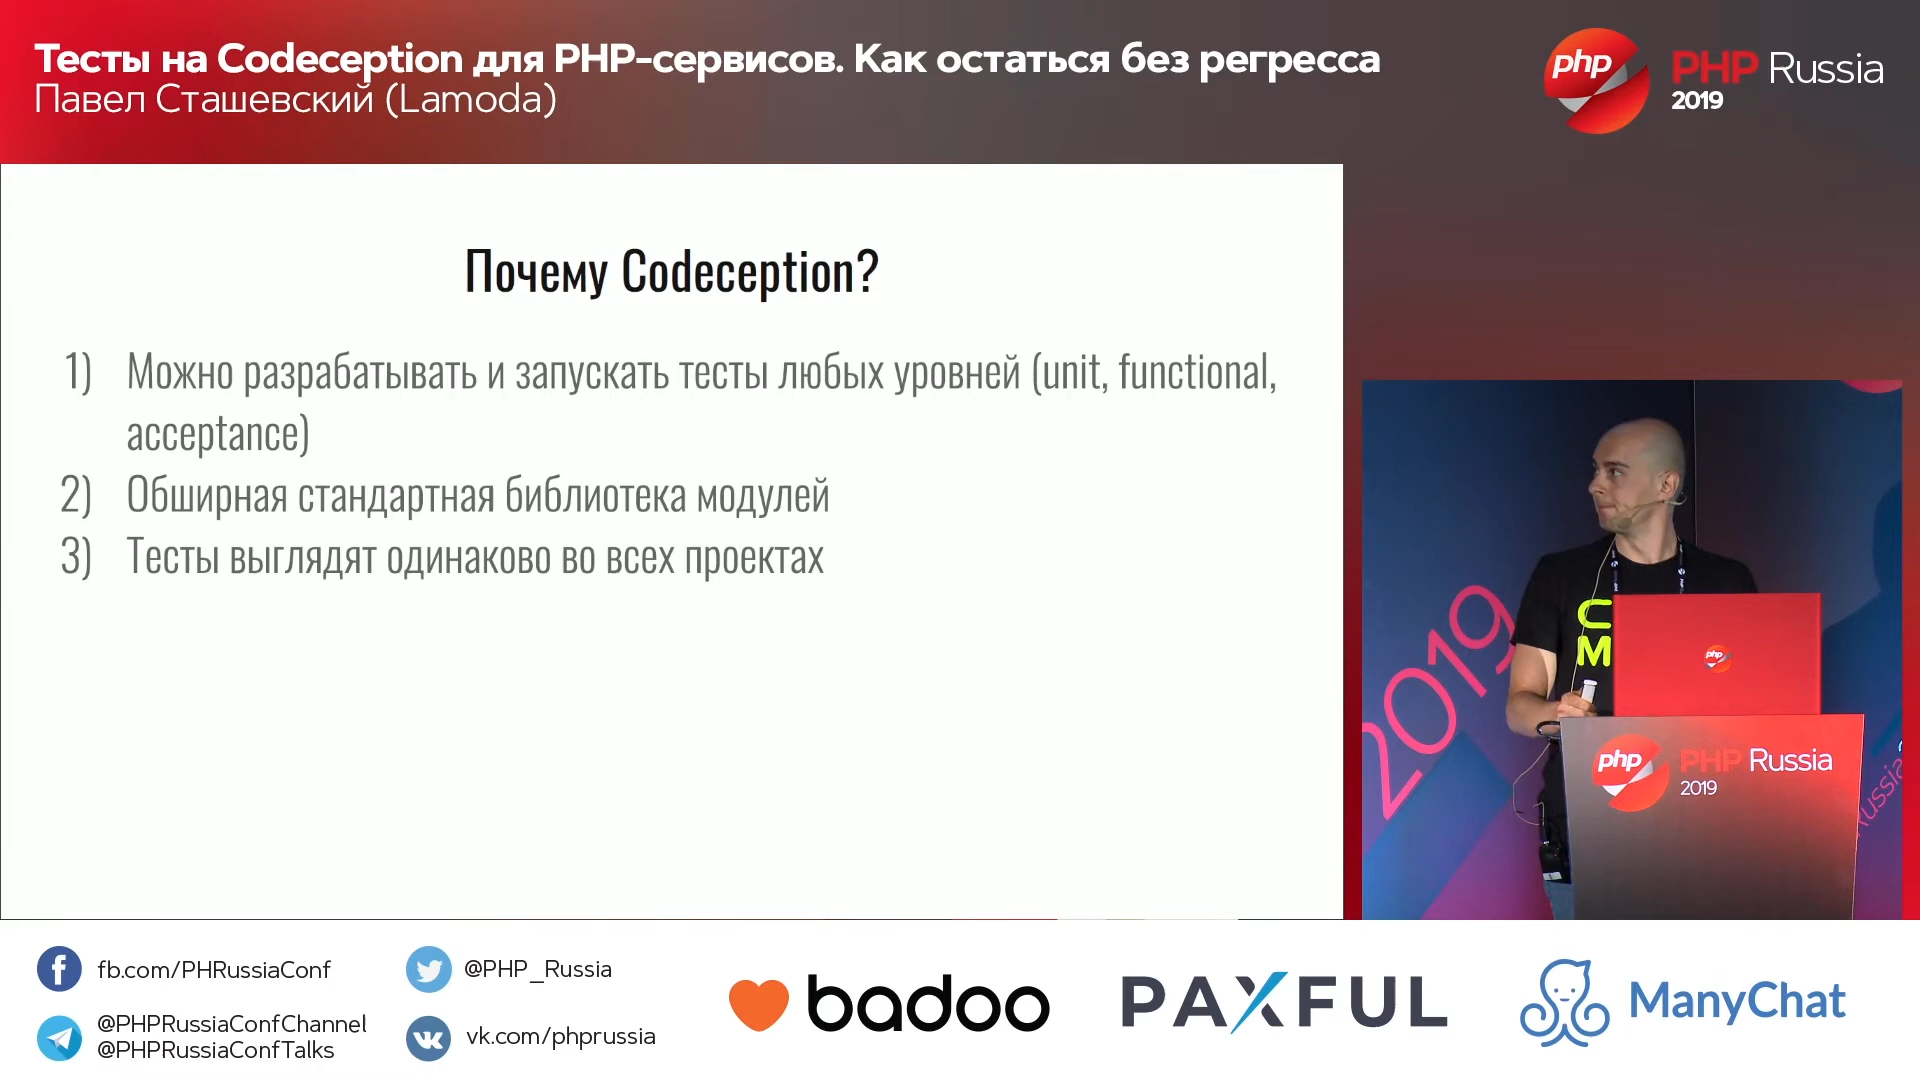 Тесты на Codeception для PHP-сервисов. Как остаться без регресса
Павел Сташевский (Lamoda)
php
PHP Russia
2019
Почему Codeception?
1) Можно разрабатывать и запускать тесты любых уровней (unit, functional,
acceptance)
2) Обширная стандартная библиотека модулей
3) Тесты выглядят одинаково во всех проектах
2019
C
M
php
php
PHP Russia
2019
Russia
fb.com/PHRussiaConf
@PHPRussiaConfChannel
@PHPRussiaConfTalks
@PHP_Russia
vk.com/phprussia
badoo
PAXFUL
ManyChat